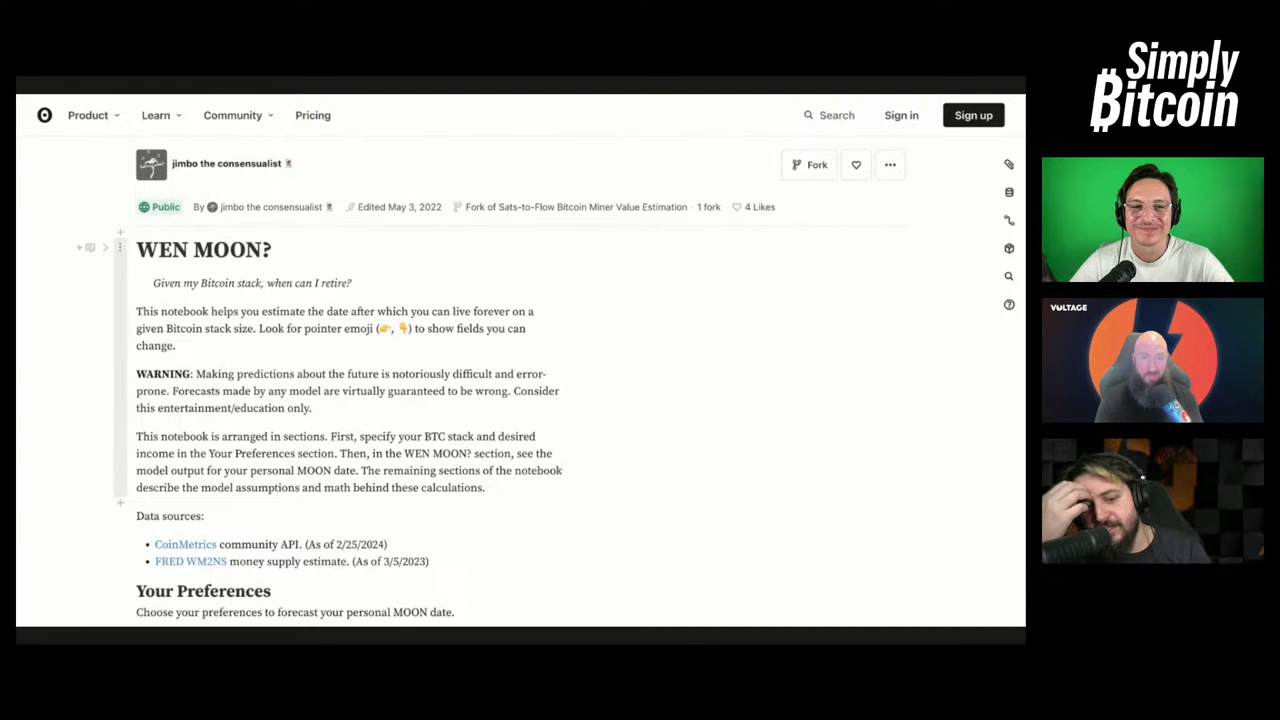 Simply
Bitcoin
Product
Learn
Community
Pricing
Search
Sign in
Sign up
jimbo the consensualist
Fork
Public
By jimbo the consensualist
Edited May 3, 2022
Fork of Sats-to-Flow Bitcoin Miner Value Estimation
1 fork
4 Likes
WEN MOON?
Given my Bitcoin stack, when can I retire?
This notebook helps you estimate the date after which you can live forever on a
given Bitcoin stack size. Look for pointer emoji (👉, 👇) to show fields you can
change.
WARNING: Making predictions about the future is notoriously difficult and error-
prone. Forecasts made by any model are virtually guaranteed to be wrong. Consider
this entertainment/education only.
This notebook is arranged in sections. First, specify your BTC stack and desired
income in the Your Preferences section. Then, in the WEN MOON? section, see the
model output for your personal MOON date. The remaining sections of the notebook
describe the model assumptions and math behind these calculations.
Data sources:
• CoinMetrics community API. (As of 2/25/2024)
• FRED WM2NS money supply estimate. (As of 3/5/2023)
Your Preferences
Choose your preferences to forecast your personal MOON date.
VOLTAGE